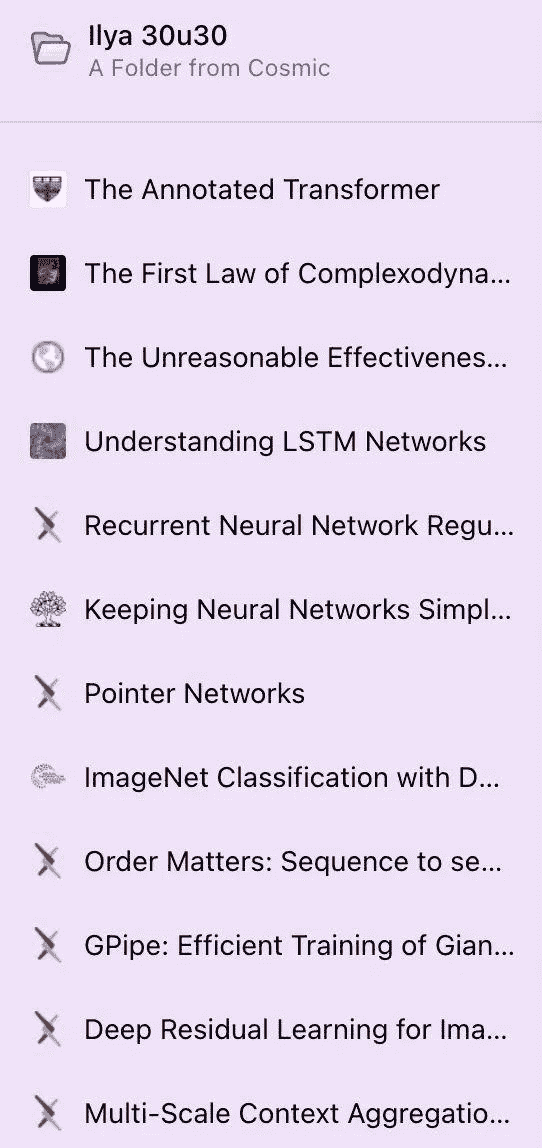 Ilya 30u30
A Folder from Cosmic
The Annotated Transformer
The First Law of Complexodyna...
The Unreasonable Effectivenes...
Understanding LSTM Networks
Recurrent Neural Network Regu...
Keeping Neural Networks Simpl...
Pointer Networks
ImageNet Classification with D...
Order Matters: Sequence to se...
GPipe: Efficient Training of Gian...
Deep Residual Learning for Ima...
Multi-Scale Context Aggregatio...